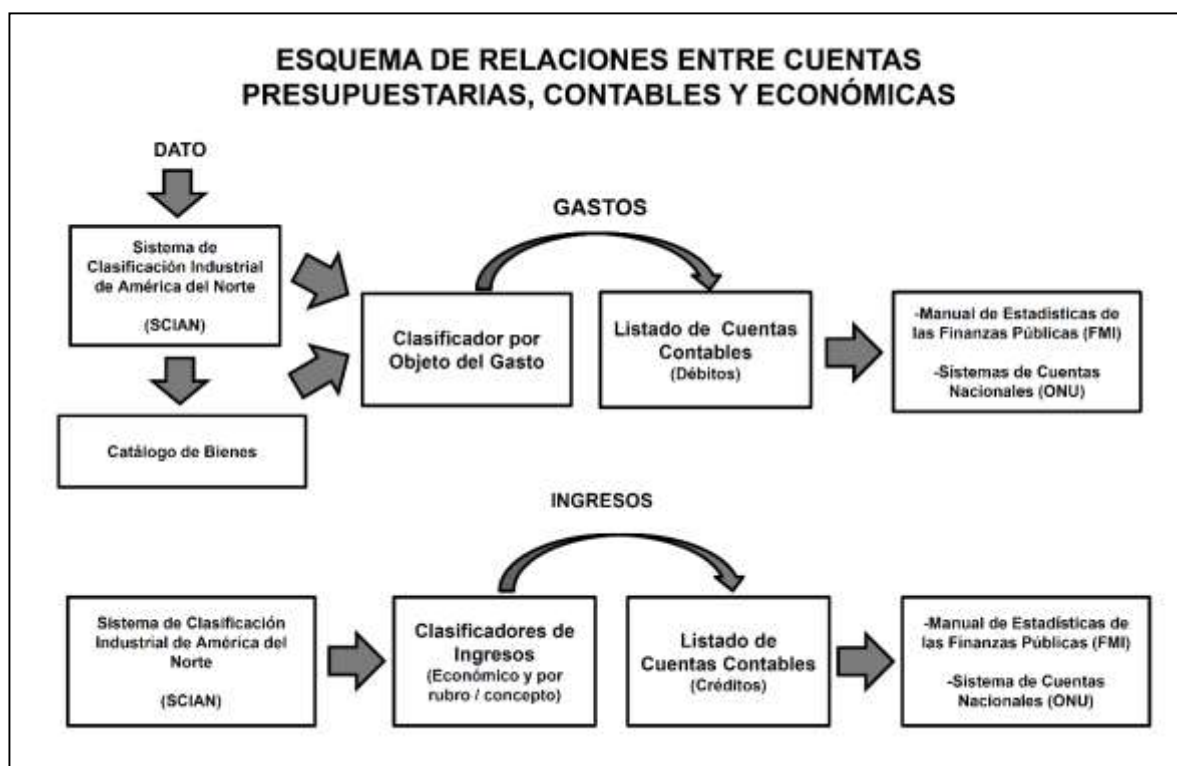 ESQUEMA DE RELACIONES ENTRE CUENTAS
PRESUPUESTARIAS, CONTABLES Y ECONÓMICAS
DATO
GASTOS
Sistema de
Clasificación Industrial
de América del Norte
(SCIAN)
Clasificador por
Objeto del Gasto
Listado de Cuentas
Contables
(Débitos)
-Manual de Estadísticas de
las Finanzas Públicas (FMI)
-Sistemas de Cuentas
Nacionales (ONU)
Catálogo de Bienes
INGRESOS
Sistema de Clasificación
Industrial de América del
Norte
(SCIAN)
Clasificadores de
Ingresos
(Económico y por
rubro / concepto)
Listado de
Cuentas Contables
(Créditos)
-Manual de Estadísticas de
las Finanzas Públicas (FMI)
-Sistema de Cuentas
Nacionales (ONU)